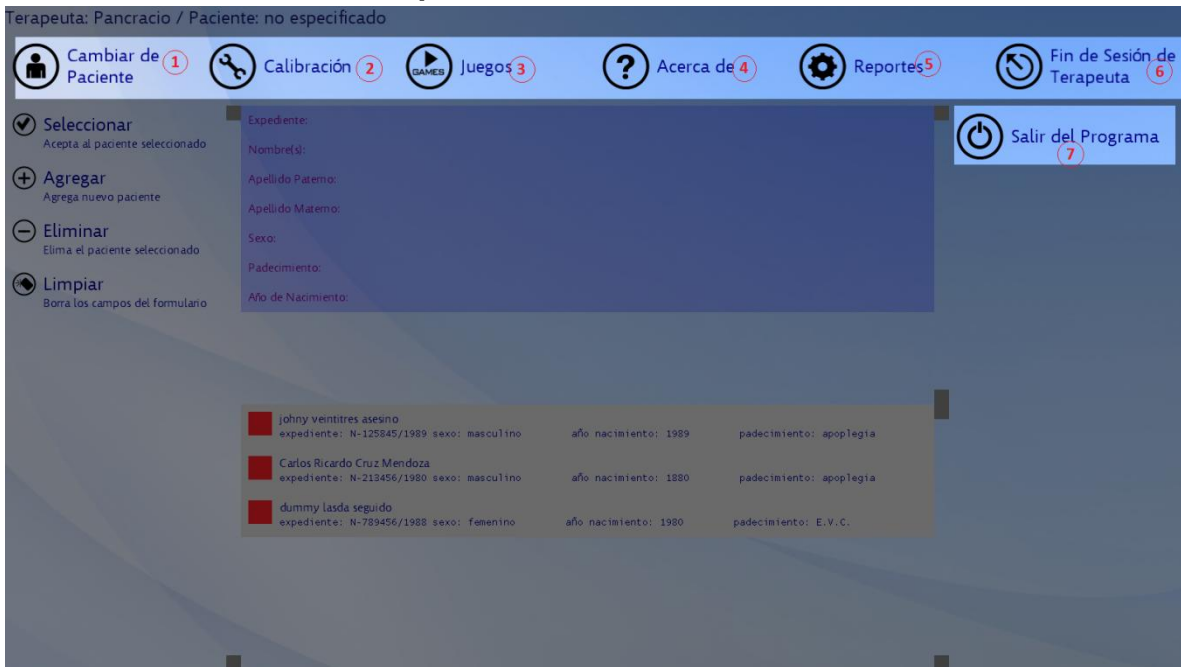 Terapeuta: Pancracio / Paciente: no especificado
Cambiar de 1
Paciente
Calibración 2
GAMES Juegos 3
? Acerca de 4
Reportes 5
Fin de Sesión de
Terapeuta 6
Seleccionar
Acepta al paciente seleccionado
Agregar
Agrega nuevo paciente
Eliminar
Elima el paciente seleccionado
Limpiar
Borra los campos del formulario
Expediente:
Nombre(s):
Apellido Paterno:
Apellido Materno:
Sexo:
Padecimiento:
Año de Nacimiento:
Salir del Programa
7
johny veintitres asesino
expediente: N-125845/1989 sexo: masculino año nacimiento: 1989 padecimiento: apoplegia
Carlos Ricardo Cruz Mendoza
expediente: N-213456/1980 sexo: masculino año nacimiento: 1880 padecimiento: apoplegia
dummy lasda seguido
expediente: N-789456/1988 sexo: femenino año nacimiento: 1980 padecimiento: E.V.C.